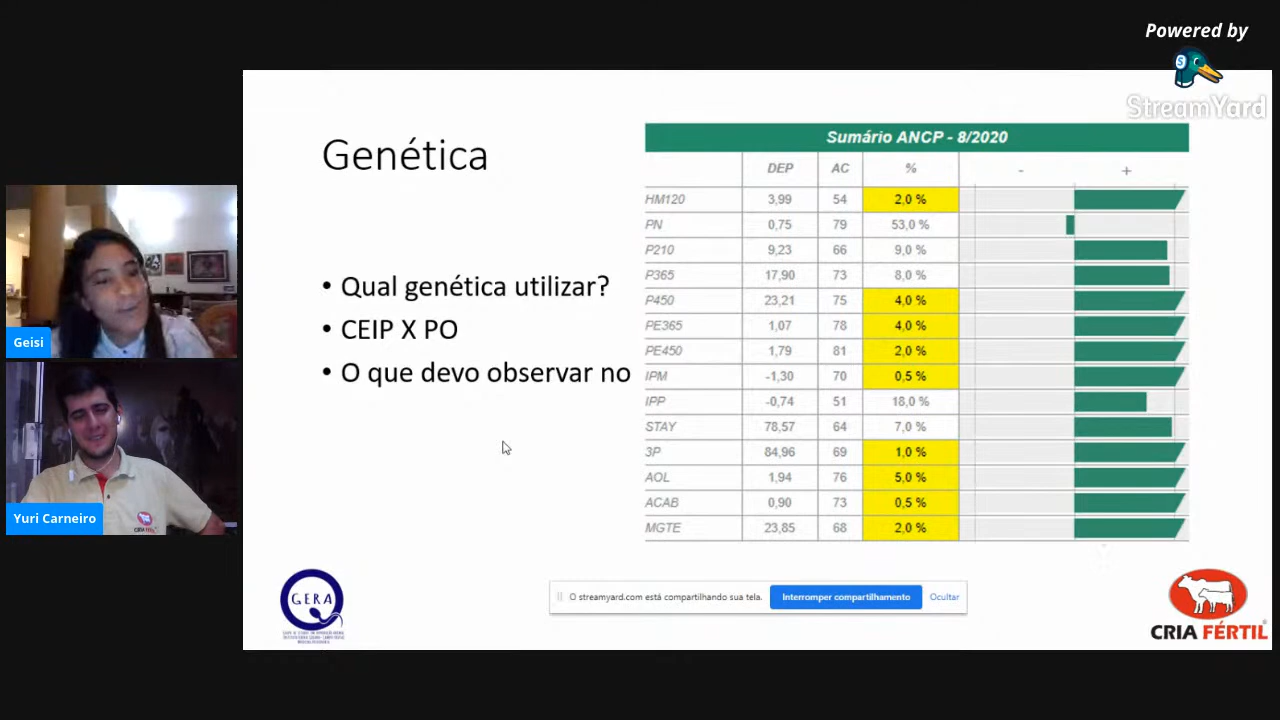 Powered by
StreamYard
Genética
• Qual genética utilizar?
• CEIP X PO
• O que devo observar no
Sumário ANCP - 8/2020
DEP AC % - +
HM120 3,99 54 2,0 %
PN 0,75 79 53,0 %
P210 9,23 66 9,0 %
P365 17,90 73 8,0 %
P450 23,21 75 4,0 %
PE365 1,07 78 4,0 %
PE450 1,79 81 2,0 %
IPM -1,30 70 0,5 %
IPP -0,74 51 18,0 %
STAY 78,57 64 7,0 %
3P 84,96 69 1,0 %
AOL 1,94 76 5,0 %
ACAB 0,90 73 0,5 %
MGTE 23,85 68 2,0 %
Geisi
Yuri Carneiro
CRIA FÉRTIL
GERA
O streamyard.com está compartilhando sua tela. Interromper compartilhamento Ocultar
CRIA FÉRTIL